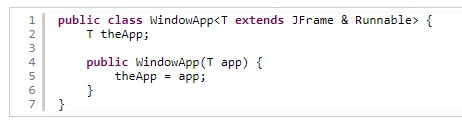 1 public class WindowApp<T extends JFrame & Runnable> {
2     T theApp;
3
4     public WindowApp(T app) {
5         theApp = app;
6     }
7 }